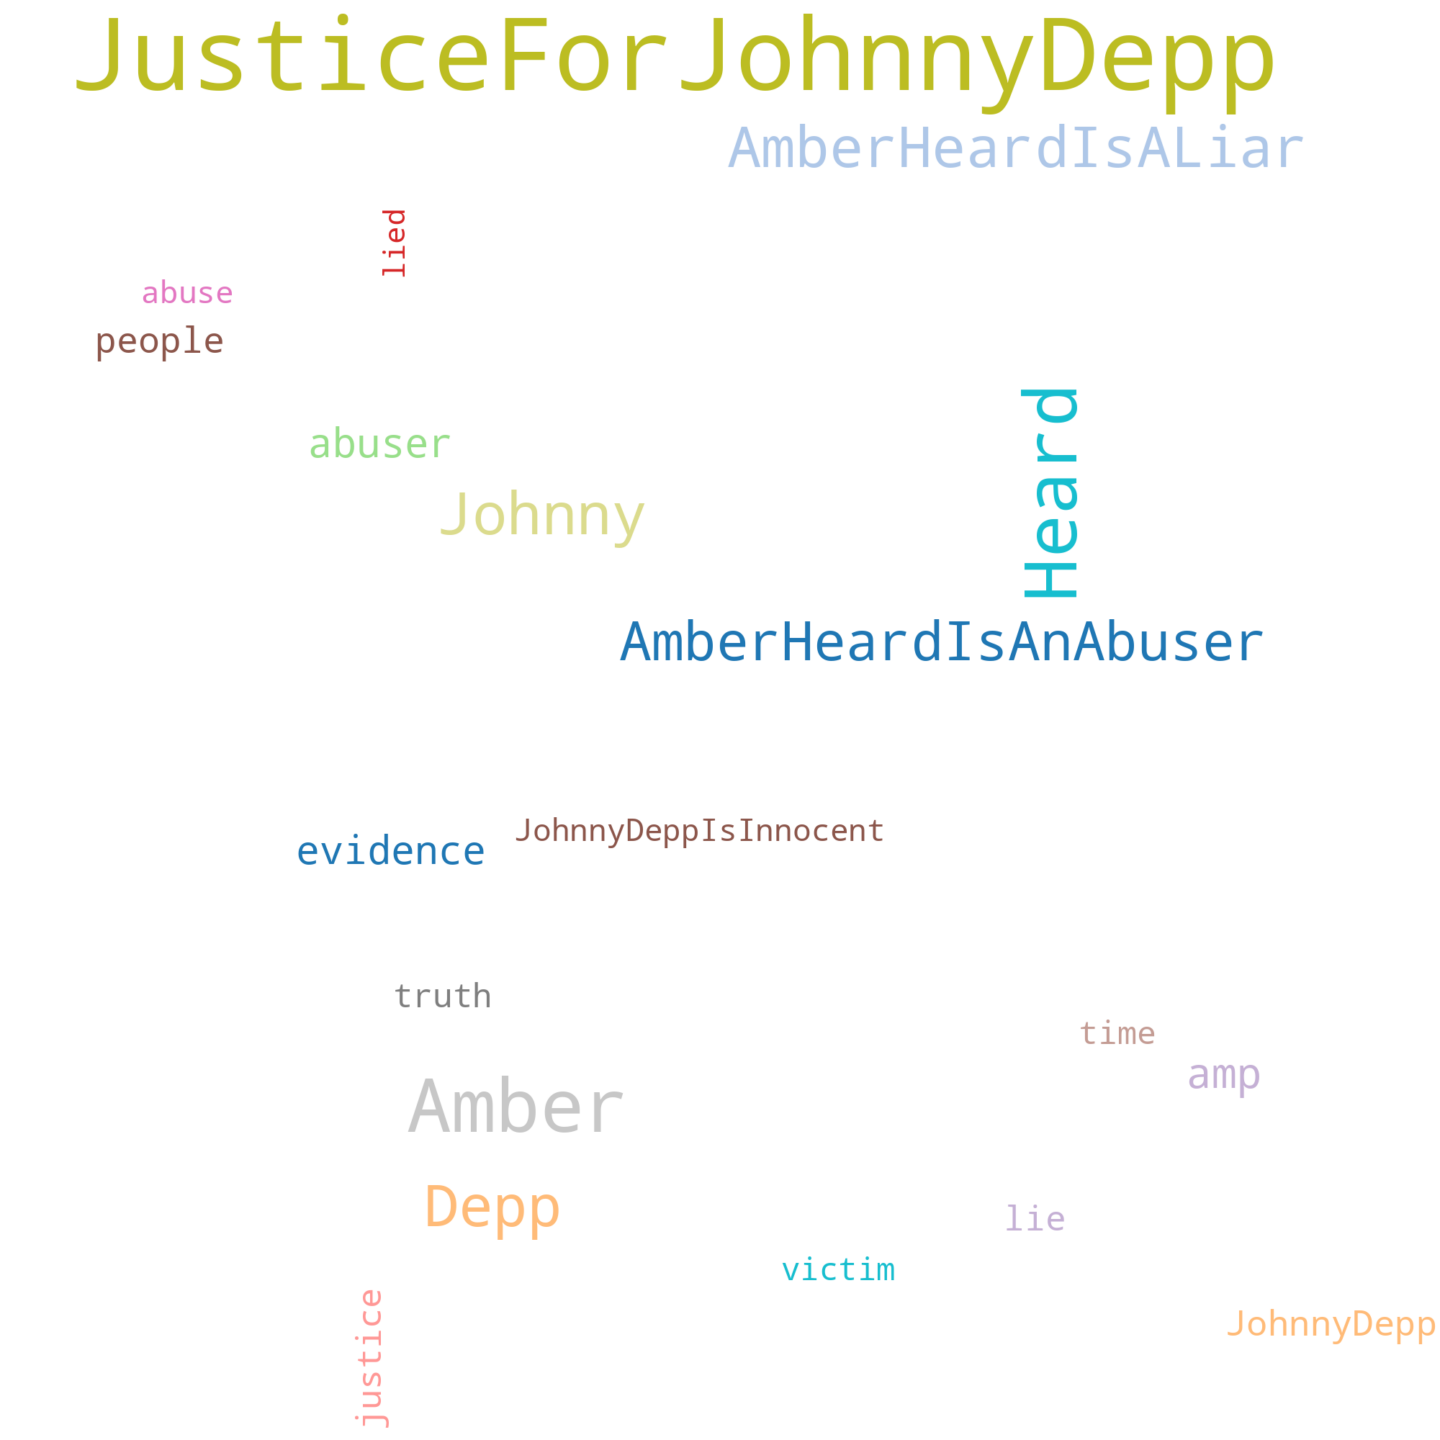 JusticeForJohnnyDepp
AmberHeardIsALiar
lied
abuse
people
abuser
Heard
Johnny
AmberHeardIsAnAbuser
JohnnyDeppIsInnocent
evidence
truth
time
amp
Amber
Depp
lie
victim
justice
JohnnyDepp